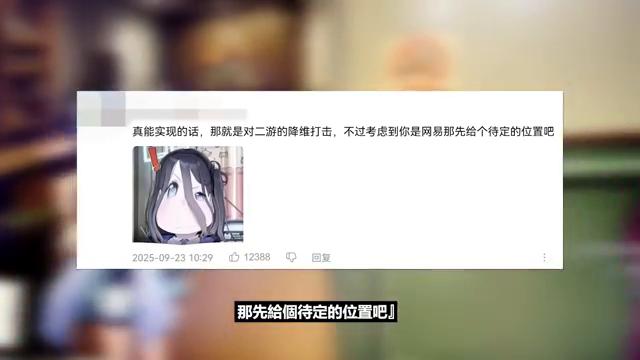 真能实现的话，那就是对二游的降维打击，不过考虑到你是网易那先给个待定的位置吧
2025-09-23 10:29 12388 回复
那先給個待定的位置吧』